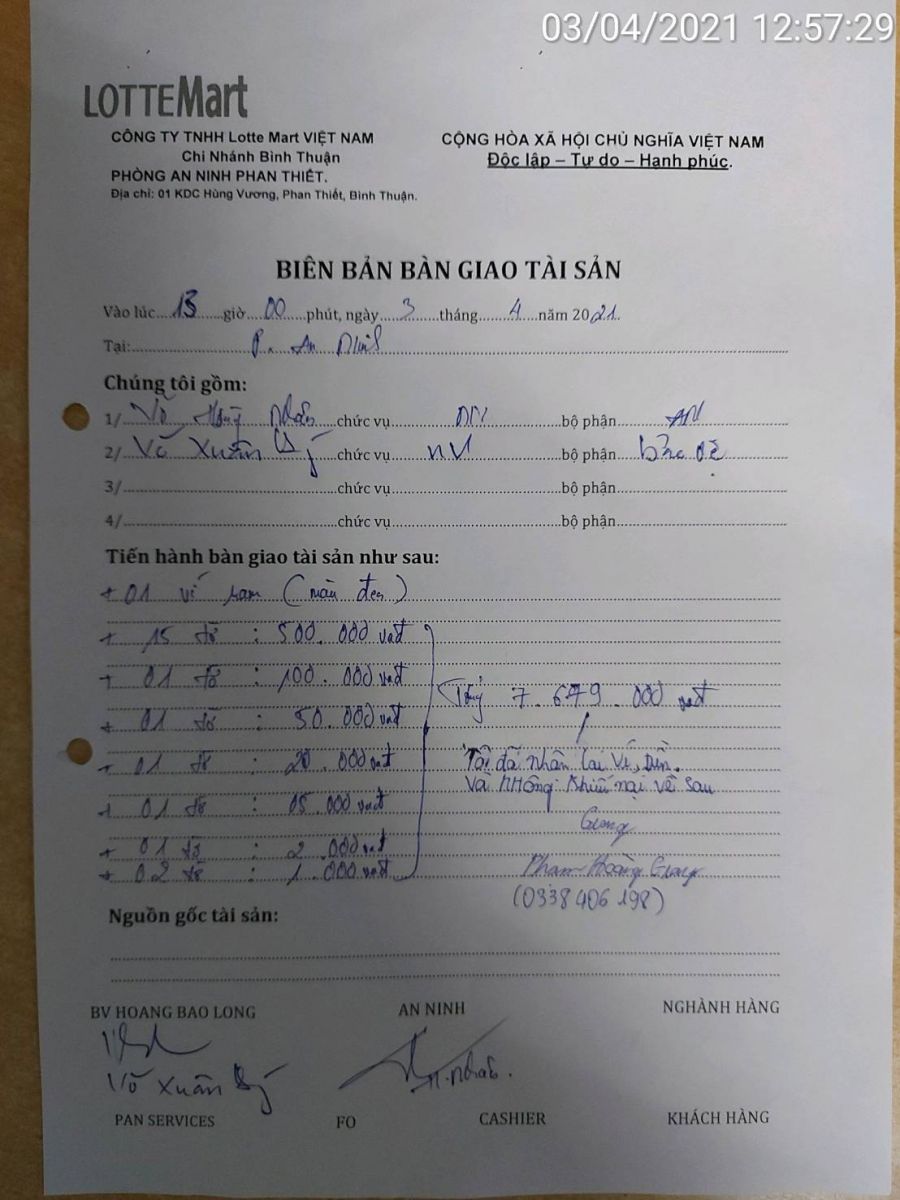 03/04/2021 12:57:29
LOTTEMart
CÔNG TY TNHH Lotte Mart VIỆT NAM
Chi Nhánh Bình Thuận
PHÒNG AN NINH PHAN THIẾT.
Địa chỉ: 01 KDC Hùng Vương, Phan Thiết, Bình Thuận.
CỘNG HÒA XÃ HỘI CHỦ NGHĨA VIỆT NAM
Độc lập – Tự do – Hạnh phúc.
BIÊN BẢN BÀN GIAO TÀI SẢN
Vào lúc 13 giờ 00 phút, ngày 3 tháng 4 năm 2021.
Tại: P. An Ninh
Chúng tôi gồm:
1/ Võ Nhân chức vụ bộ phận AN
2/ Võ Xuân chức vụ NV bộ phận bảo vệ
3/ chức vụ bộ phận
4/ chức vụ bộ phận
Tiến hành bàn giao tài sản như sau:
+ 01 ví nam (màu đen)
+ 15 tờ : 500.000 vnđ
+ 01 tờ : 100.000 vnđ
+ 01 tờ : 50.000 vnđ
+ 01 tờ : 20.000 vnđ
+ 01 tờ : 05.000 vnđ
+ 01 tờ : 2.000 vnđ
+ 02 tờ : 1.000 vnđ
Tổng 7.679.000 vnđ
Tôi đã nhận lại Ví, tiền.
Và không khiếu nại về sau
Giang
Phạm Hoàng Giang
(0338406198)
Nguồn gốc tài sản:
BV HOANG BAO LONG
AN NINH
NGHÀNH HÀNG
Võ Xuân
H. Nhân.
PAN SERVICES
FO
CASHIER
KHÁCH HÀNG